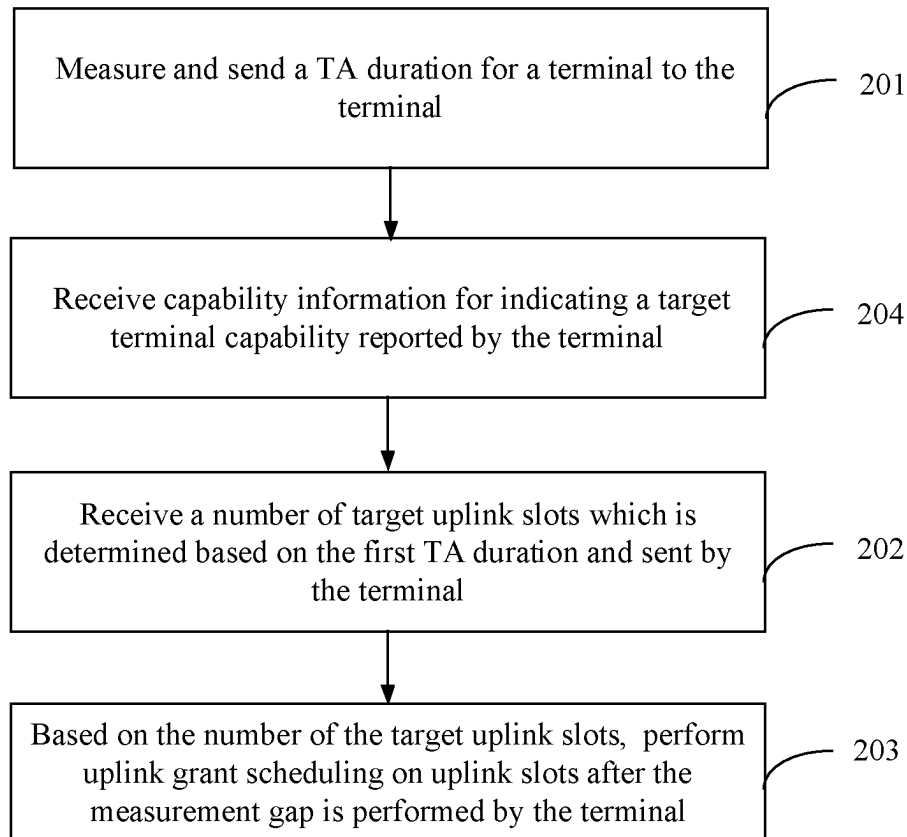 Measure and send a TA duration for a terminal to the
terminal
201
Receive capability information for indicating a target
terminal capability reported by the terminal
204
Receive a number of target uplink slots which is
determined based on the first TA duration and sent by
the terminal
202
Based on the number of the target uplink slots, perform
uplink grant scheduling on uplink slots after the
measurement gap is performed by the terminal
203